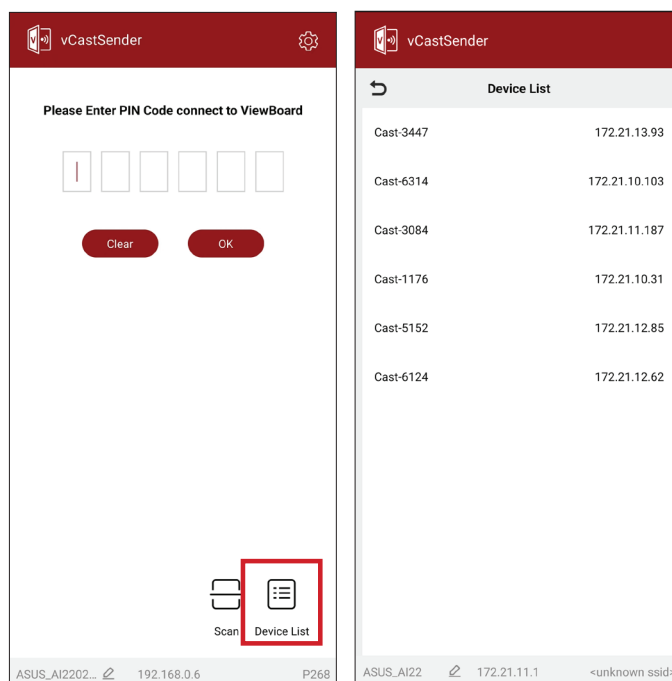 vCastSender
Please Enter PIN Code connect to ViewBoard
Clear OK
Scan Device List
ASUS_AI2202... 192.168.0.6 P268
vCastSender
Device List
Cast-3447 172.21.13.93
Cast-6314 172.21.10.103
Cast-3084 172.21.11.187
Cast-1176 172.21.10.31
Cast-5152 172.21.12.85
Cast-6124 172.21.12.62
ASUS_AI22 172.21.11.1 <unknown ssid>